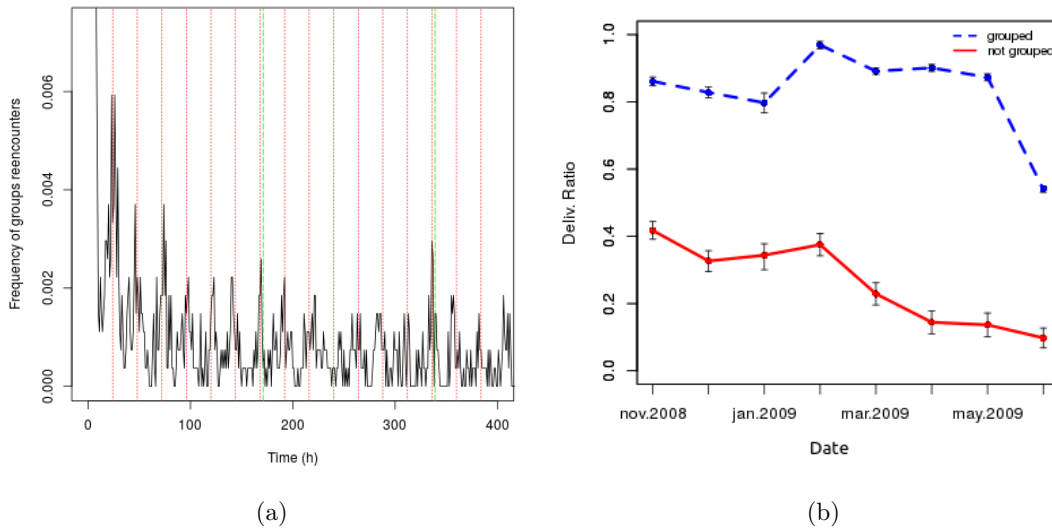 Frequency of groups reencounters
0.006
0.004
0.002
0.000
0 100 200 300 400
Time (h)
(a)
grouped
not grouped
Deliv. Ratio
1.0
0.8
0.6
0.4
0.2
0.0
nov.2008 jan.2009 mar.2009 may.2009
Date
(b)